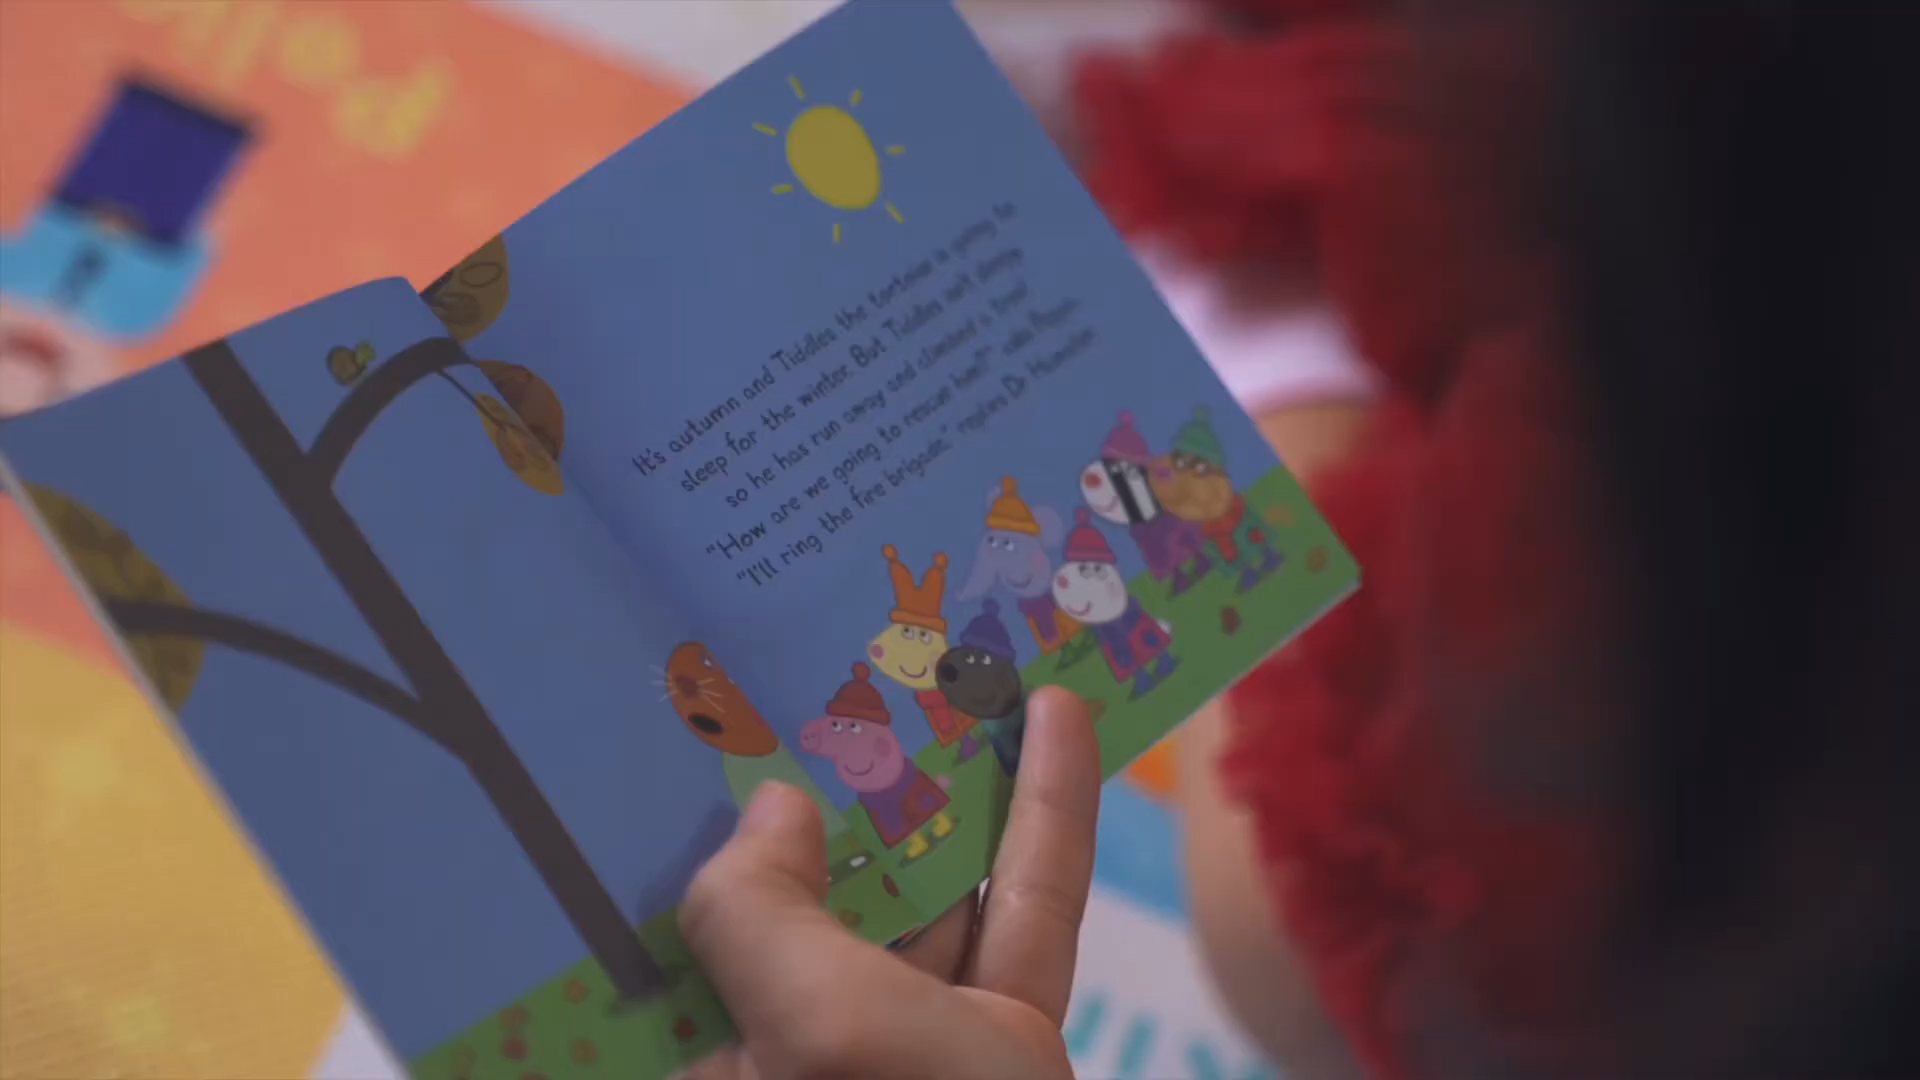 It's autumn and Tiddles the tortoise is going to
sleep for the winter. But Tiddles isn't sleepy
so he has run away and climbed a tree!
"How are we going to rescue him?" asks Peppa.
"I'll ring the fire brigade," replies Dr Hamster.